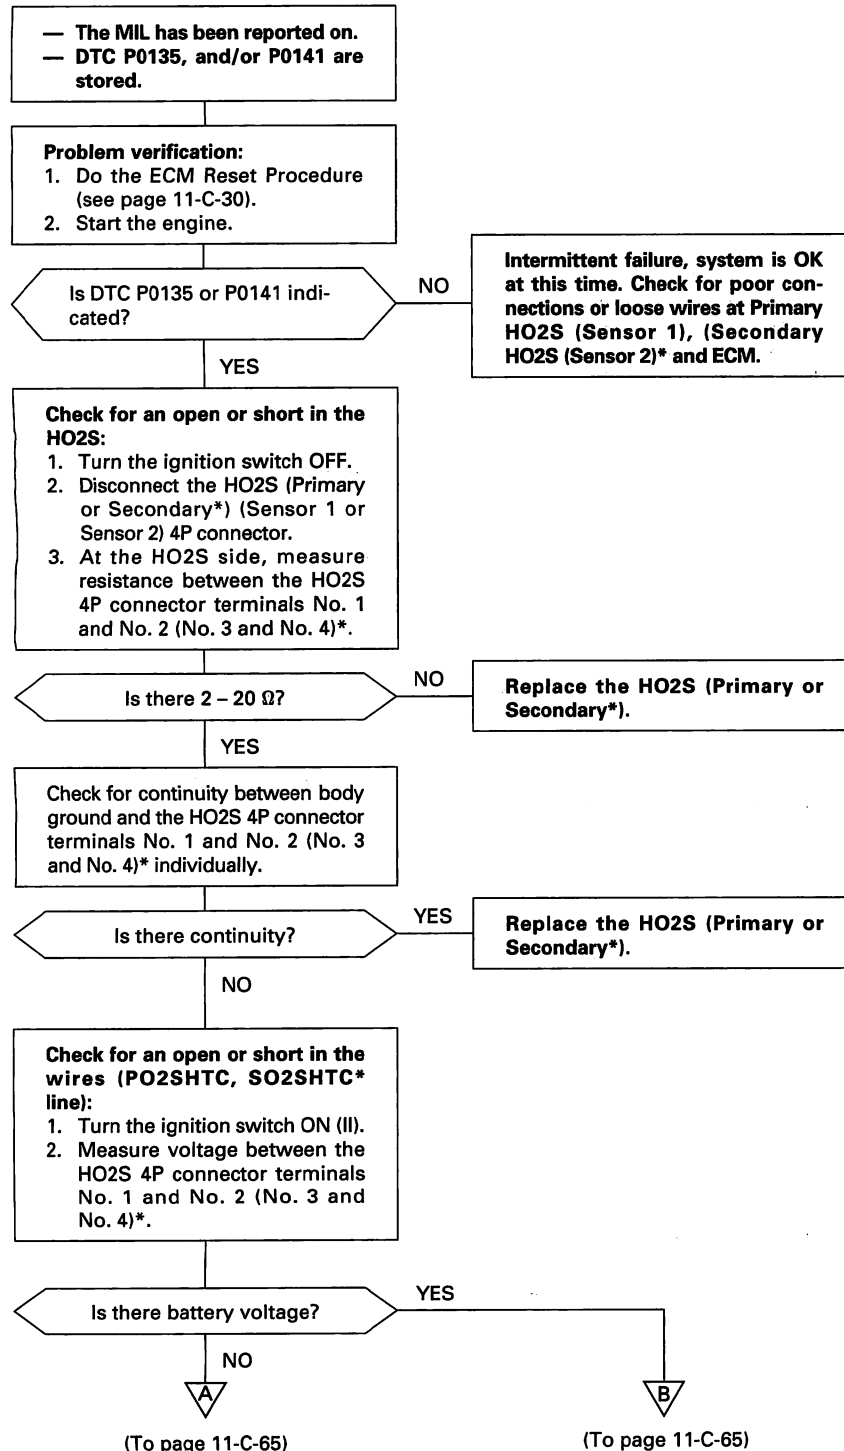 — The MIL has been reported on.
— DTC P0135, and/or P0141 are
stored.
Problem verification:
1. Do the ECM Reset Procedure
(see page 11-C-30).
2. Start the engine.
Is DTC P0135 or P0141 indi-
cated?
NO
Intermittent failure, system is OK
at this time. Check for poor con-
nections or loose wires at Primary
HO2S (Sensor 1), (Secondary
HO2S (Sensor 2)* and ECM.
YES
Check for an open or short in the
HO2S:
1. Turn the ignition switch OFF.
2. Disconnect the HO2S (Primary
or Secondary*) (Sensor 1 or
Sensor 2) 4P connector.
3. At the HO2S side, measure
resistance between the HO2S
4P connector terminals No. 1
and No. 2 (No. 3 and No. 4)*.
Is there 2 – 20 Ω?
NO
Replace the HO2S (Primary or
Secondary*).
YES
Check for continuity between body
ground and the HO2S 4P connector
terminals No. 1 and No. 2 (No. 3
and No. 4)* individually.
Is there continuity?
YES
Replace the HO2S (Primary or
Secondary*).
NO
Check for an open or short in the
wires (PO2SHTC, SO2SHTC*
line):
1. Turn the ignition switch ON (II).
2. Measure voltage between the
HO2S 4P connector terminals
No. 1 and No. 2 (No. 3 and
No. 4)*.
Is there battery voltage?
YES
NO
A
B
(To page 11-C-65)
(To page 11-C-65)